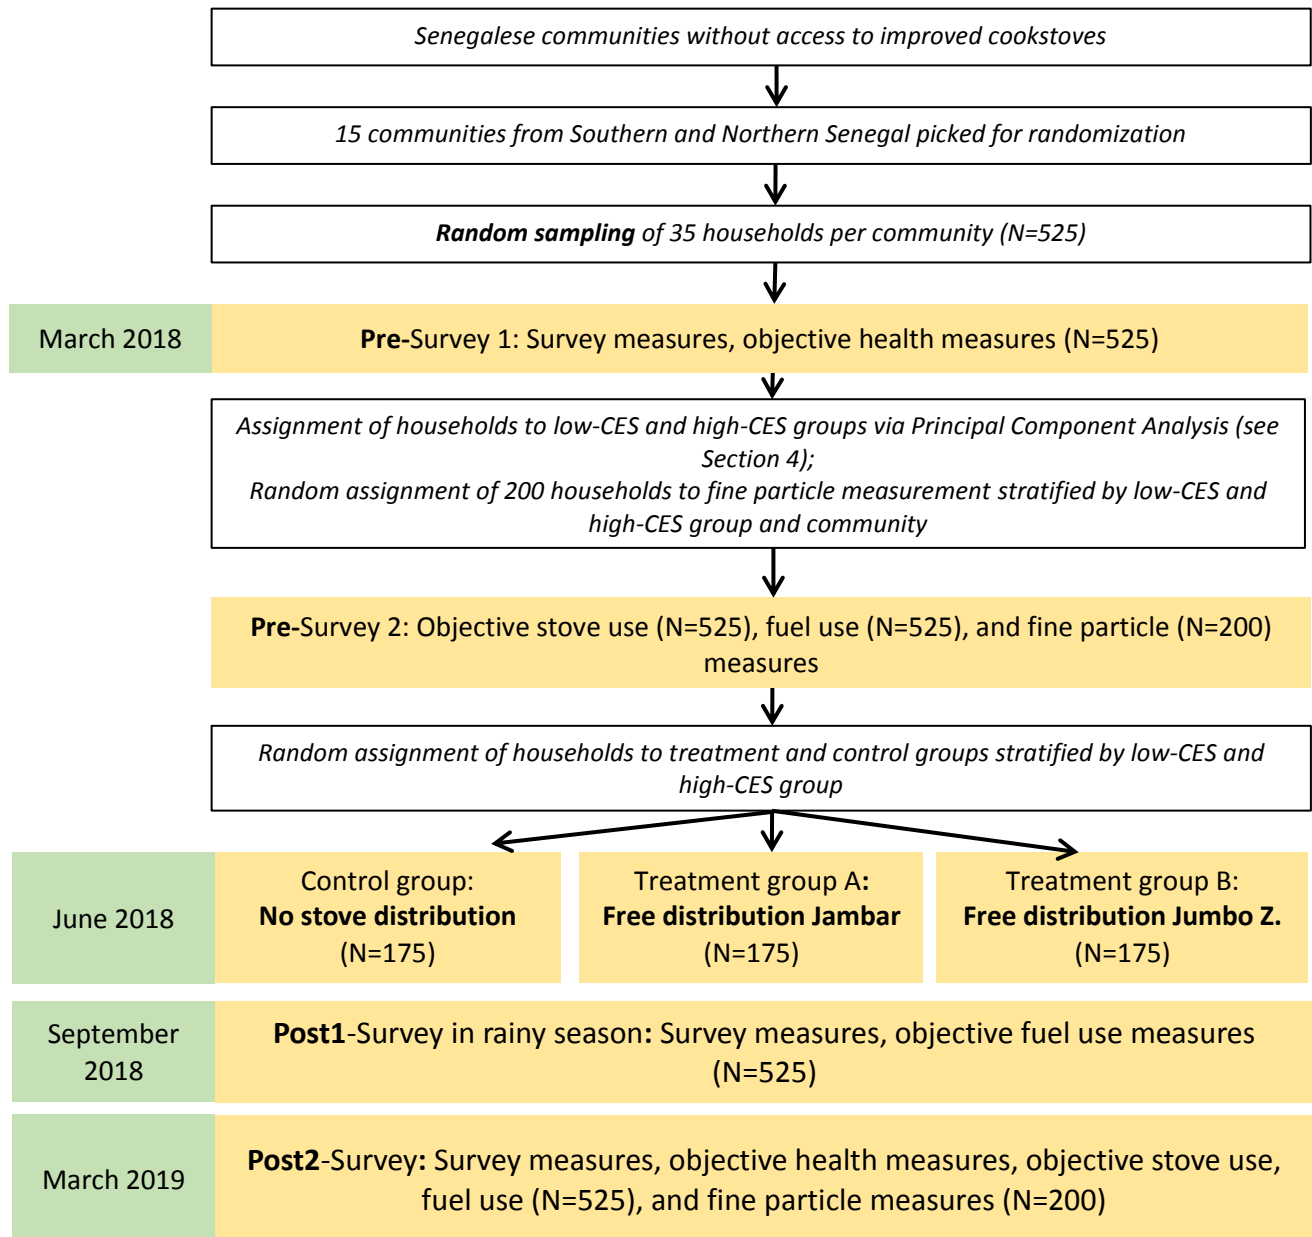 Senegalese communities without access to improved cookstoves
15 communities from Southern and Northern Senegal picked for randomization
Random sampling of 35 households per community (N=525)
March 2018
Pre-Survey 1: Survey measures, objective health measures (N=525)
Assignment of households to low-CES and high-CES groups via Principal Component Analysis (see
Section 4);
Random assignment of 200 households to fine particle measurement stratified by low-CES and
high-CES group and community
Pre-Survey 2: Objective stove use (N=525), fuel use (N=525), and fine particle (N=200)
measures
Random assignment of households to treatment and control groups stratified by low-CES and
high-CES group
June 2018
Control group:
No stove distribution
(N=175)
Treatment group A:
Free distribution Jambar
(N=175)
Treatment group B:
Free distribution Jumbo Z.
(N=175)
September
2018
Post1-Survey in rainy season: Survey measures, objective fuel use measures
(N=525)
March 2019
Post2-Survey: Survey measures, objective health measures, objective stove use,
fuel use (N=525), and fine particle measures (N=200)